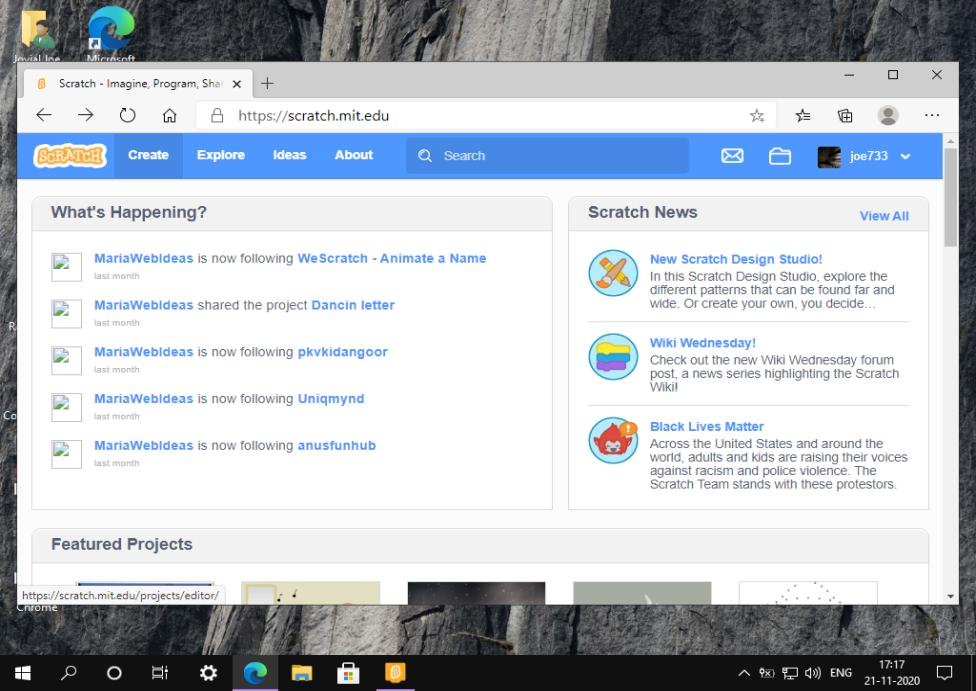 Microsoft
Scratch - Imagine, Program, Sha
https://scratch.mit.edu
SCRATCH
Create
Explore
Ideas
About
Search
joe733
What's Happening?
MariaWebIdeas is now following WeScratch - Animate a Name
last month
MariaWebIdeas shared the project Dancin letter
last month
MariaWebIdeas is now following pkvkidangoor
last month
MariaWebIdeas is now following Uniqmynd
last month
MariaWebIdeas is now following anusfunhub
last month
Scratch News
View All
New Scratch Design Studio!
In this Scratch Design Studio, explore the
different patterns that can be found far and
wide. Or create your own, you decide…
Wiki Wednesday!
Check out the new Wiki Wednesday forum
post, a news series highlighting the Scratch
Wiki!
Black Lives Matter
Across the United States and around the
world, adults and kids are raising their voices
against racism and police violence. The
Scratch Team stands with these protestors.
Featured Projects
https://scratch.mit.edu/projects/editor/
Chrome
ENG
17:17
21-11-2020